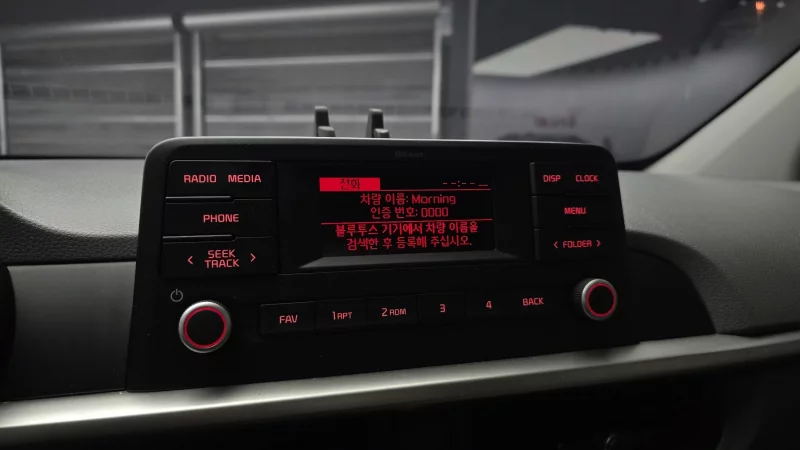 RADIO MEDIA
PHONE
< SEEK TRACK >
전화 --:--
차량 이름: Morning
인증 번호: 0000
블루투스 기기에서 차량 이름을
검색한 후 등록해 주십시오.
DISP CLOCK
MENU
< FOLDER >
FAV 1 RPT 2 RDM 3 4 BACK